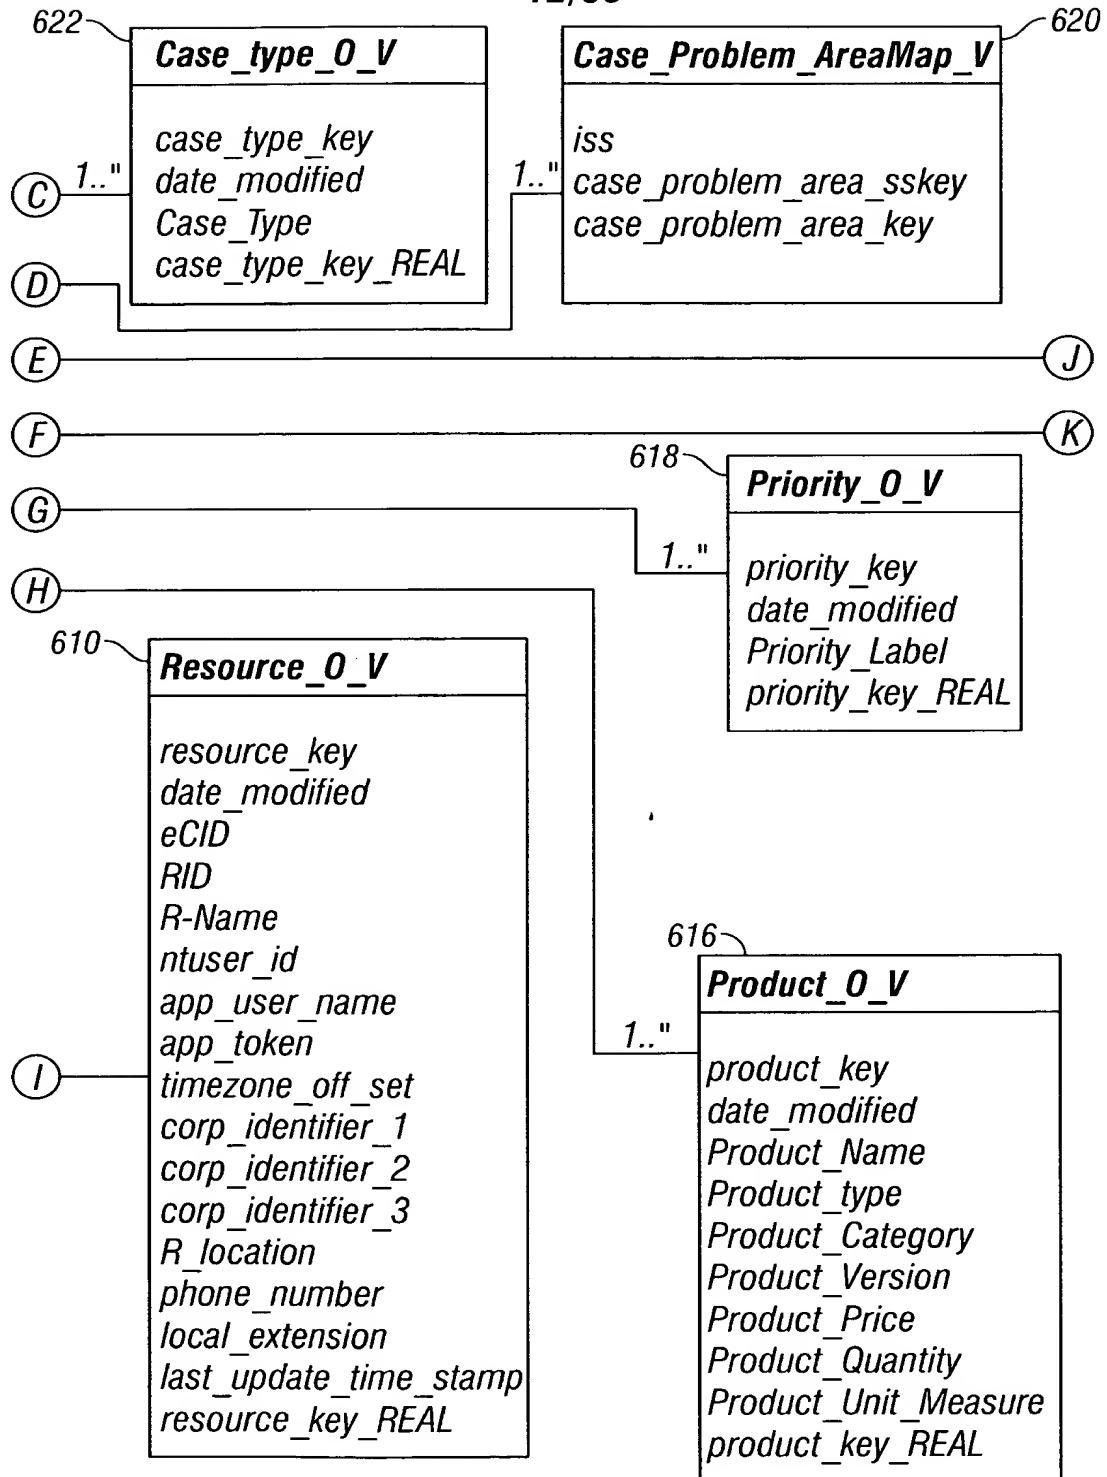 622
Case_type_O_V
case_type_key
date_modified
Case_Type
case_type_key_REAL
620
Case_Problem_AreaMap_V
iss
case_problem_area_sskey
case_problem_area_key
C
1.."
D
1.."
E
J
F
K
G
1.."
618
Priority_O_V
priority_key
date_modified
Priority_Label
priority_key_REAL
H
1.."
610
Resource_O_V
resource_key
date_modified
eCID
RID
R-Name
ntuser_id
app_user_name
app_token
timezone_off_set
corp_identifier_1
corp_identifier_2
corp_identifier_3
R_location
phone_number
local_extension
last_update_time_stamp
resource_key_REAL
I
616
Product_O_V
product_key
date_modified
Product_Name
Product_type
Product_Category
Product_Version
Product_Price
Product_Quantity
Product_Unit_Measure
product_key_REAL